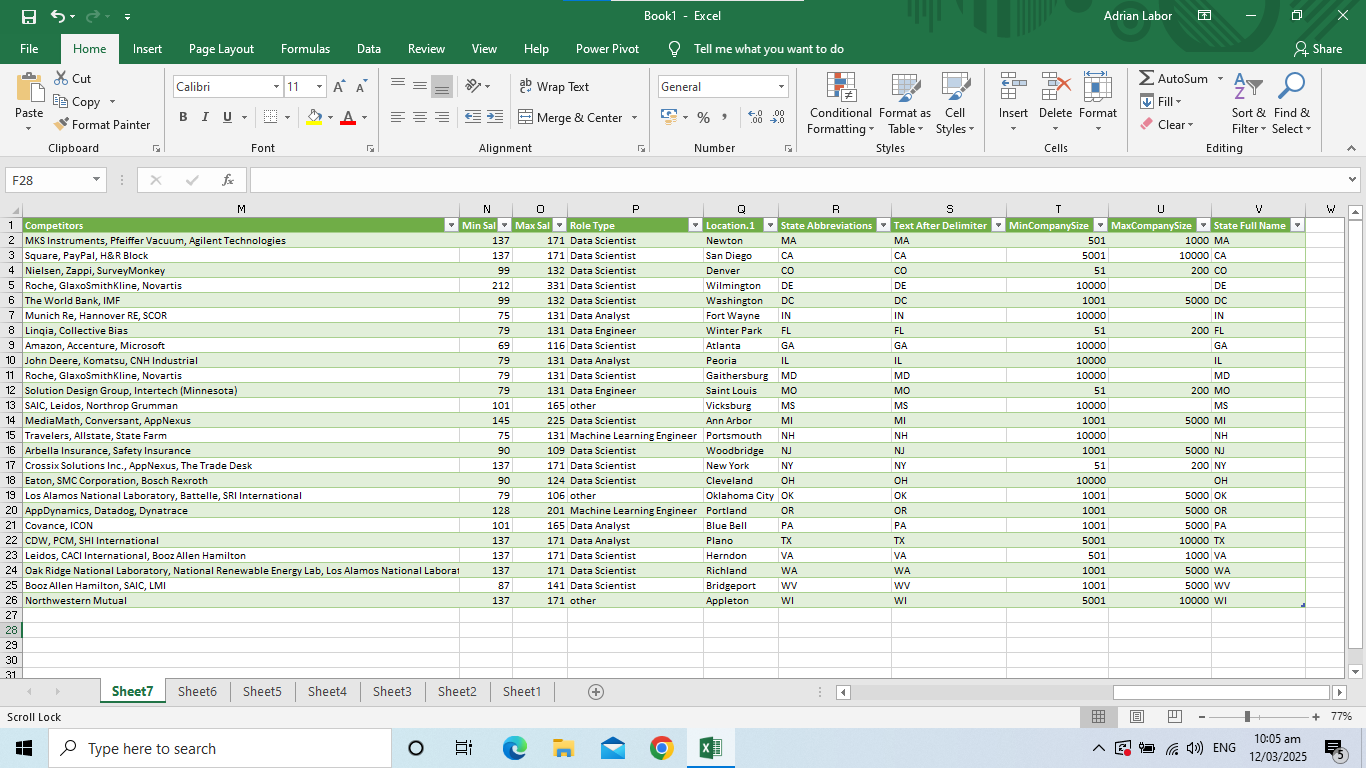 Book1 - Excel
Adrian Labor
File Home Insert Page Layout Formulas Data Review View Help Power Pivot Tell me what you want to do Share
Paste
Cut
Copy
Format Painter
Clipboard
Calibri 11
B I U
Font
Wrap Text
Merge & Center
Alignment
General
Number
Conditional Formatting
Format as Table
Cell Styles
Styles
Insert Delete Format
Cells
AutoSum
Fill
Clear
Sort & Filter
Find & Select
Editing
F28 fx
M N O P Q R S T U V W
1 Competitors Min Sal Max Sal Role Type Location.1 State Abbreviations Text After Delimiter MinCompanySize MaxCompanySize State Full Name
2 MKS Instruments, Pfeiffer Vacuum, Agilent Technologies 137 171 Data Scientist Newton MA MA 501 1000 MA
3 Square, PayPal, H&R Block 137 171 Data Scientist San Diego CA CA 5001 10000 CA
4 Nielsen, Zappi, SurveyMonkey 99 132 Data Scientist Denver CO CO 51 200 CO
5 Roche, GlaxoSmithKline, Novartis 212 331 Data Scientist Wilmington DE DE 10000 DE
6 The World Bank, IMF 99 132 Data Scientist Washington DC DC 1001 5000 DC
7 Munich Re, Hannover RE, SCOR 75 131 Data Analyst Fort Wayne IN IN 10000 IN
8 Linqia, Collective Bias 79 131 Data Engineer Winter Park FL FL 51 200 FL
9 Amazon, Accenture, Microsoft 69 116 Data Scientist Atlanta GA GA 10000 GA
10 John Deere, Komatsu, CNH Industrial 79 131 Data Analyst Peoria IL IL 10000 IL
11 Roche, GlaxoSmithKline, Novartis 79 131 Data Scientist Gaithersburg MD MD 10000 MD
12 Solution Design Group, Intertech (Minnesota) 79 131 Data Engineer Saint Louis MO MO 51 200 MO
13 SAIC, Leidos, Northrop Grumman 101 165 other Vicksburg MS MS 10000 MS
14 MediaMath, Conversant, AppNexus 145 225 Data Scientist Ann Arbor MI MI 1001 5000 MI
15 Travelers, Allstate, State Farm 75 131 Machine Learning Engineer Portsmouth NH NH 10000 NH
16 Arbella Insurance, Safety Insurance 90 109 Data Scientist Woodbridge NJ NJ 1001 5000 NJ
17 Crossix Solutions Inc., AppNexus, The Trade Desk 137 171 Data Scientist New York NY NY 51 200 NY
18 Eaton, SMC Corporation, Bosch Rexroth 90 124 Data Scientist Cleveland OH OH 10000 OH
19 Los Alamos National Laboratory, Battelle, SRI International 79 106 other Oklahoma City OK OK 1001 5000 OK
20 AppDynamics, Datadog, Dynatrace 128 201 Machine Learning Engineer Portland OR OR 1001 5000 OR
21 Covance, ICON 101 165 Data Analyst Blue Bell PA PA 1001 5000 PA
22 CDW, PCM, SHI International 137 171 Data Analyst Plano TX TX 5001 10000 TX
23 Leidos, CACI International, Booz Allen Hamilton 137 171 Data Scientist Herndon VA VA 501 1000 VA
24 Oak Ridge National Laboratory, National Renewable Energy Lab, Los Alamos National Laborat 137 171 Data Scientist Richland WA WA 1001 5000 WA
25 Booz Allen Hamilton, SAIC, LMI 87 141 Data Scientist Bridgeport WV WV 1001 5000 WV
26 Northwestern Mutual 137 171 other Appleton WI WI 5001 10000 WI
27
28
29
30
31
Sheet7 Sheet6 Sheet5 Sheet4 Sheet3 Sheet2 Sheet1
Scroll Lock 77%
Type here to search
ENG
10:05 am
12/03/2025
5